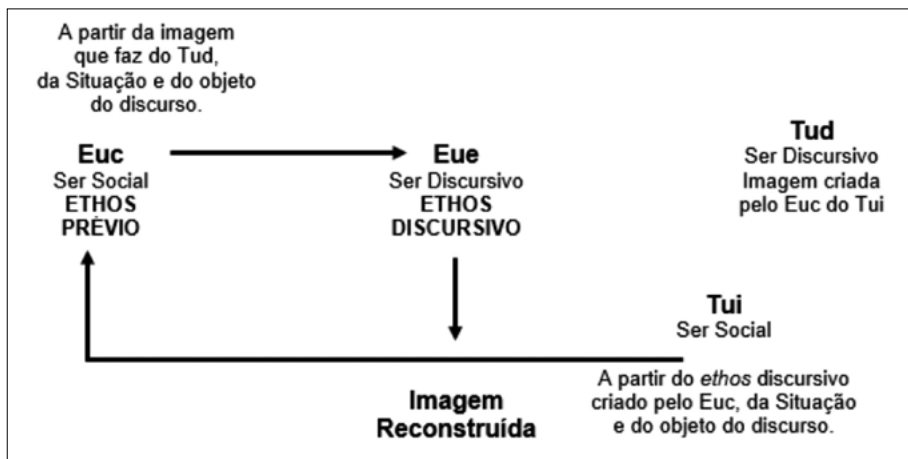 A partir da imagem
que faz do Tud,
da Situação e do objeto
do discurso.
Euc
Ser Social
ETHOS
PRÉVIO
Eue
Ser Discursivo
ETHOS
DISCURSIVO
Tud
Ser Discursivo
Imagem criada
pelo Euc do Tui
Tui
Ser Social
A partir do ethos discursivo
criado pelo Euc, da Situação
e do objeto do discurso.
Imagem
Reconstruída